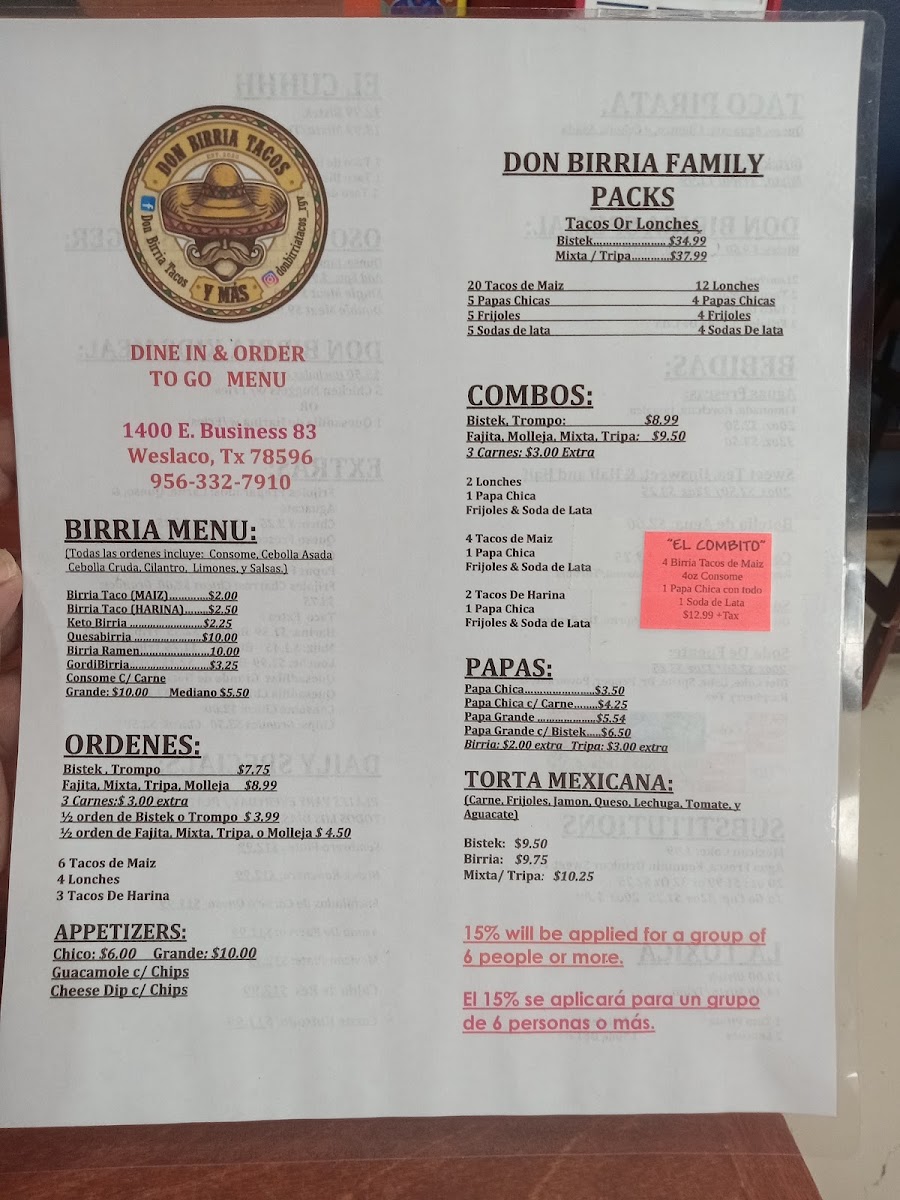 DON BIRRIA TACOS
EST 2021
Don Birria Tacos
donbirriatacos_rgv
Y MÁS
DINE IN & ORDER
TO GO MENU
1400 E. Business 83
Weslaco, Tx 78596
956-332-7910
BIRRIA MENU:
(Todas las ordenes incluye: Consome, Cebolla Asada
Cebolla Cruda, Cilantro, Limones, y Salsas.)
Birria Taco (MAIZ)............$2.00
Birria Taco (HARINA).......$2.50
Keto Birria ......................$2.25
Quesabirria ....................$10.00
Birria Ramen.....................10.00
GordiBirria.......................$3.25
Consome C/ Carne
Grande: $10.00 Mediano $5.50
ORDENES:
Bistek , Trompo $7.75
Fajita, Mixta, Tripa, Molleja $8.99
3 Carnes:$ 3,00 extra
½ orden de Bistek o Trompo $ 3.99
½ orden de Fajita, Mixta, Tripa, o Molleja $ 4.50
6 Tacos de Maiz
4 Lonches
3 Tacos De Harina
APPETIZERS:
Chico: $6.00 Grande: $10.00
Guacamole c/ Chips
Cheese Dip c/ Chips
DON BIRRIA FAMILY
PACKS
Tacos Or Lonches
Bistek....................... $34.99
Mixta / Tripa............$37.99
20 Tacos de Maiz 12 Lonches
5 Papas Chicas 4 Papas Chicas
5 Frijoles 4 Frijoles
5 Sodas de lata 4 Sodas De lata
COMBOS:
Bistek, Trompo: $8.99
Fajita, Molleja, Mixta, Tripa: $9.50
3 Carnes: $3.00 Extra
2 Lonches
1 Papa Chica
Frijoles & Soda de Lata
4 Tacos de Maiz
1 Papa Chica
Frijoles & Soda de Lata
2 Tacos De Harina
1 Papa Chica
Frijoles & Soda de Lata
"EL COMBITO"
4 Birria Tacos de Maiz
4oz Consome
1 Papa Chica con todo
1 Soda de Lata
$12.99 +Tax
PAPAS:
Papa Chica......................$3.50
Papa Chica c/ Carne........$4.25
Papa Grande ....................$5.54
Papa Grande c/ Bistek.....$6.50
Birria: $2.00 extra Tripa: $3.00 extra
TORTA MEXICANA:
(Carne, Frijoles, Jamon, Queso, Lechuga, Tomate, y
Aguacate)
Bistek: $9.50
Birria: $9.75
Mixta/ Tripa: $10.25
15% will be applied for a group of
6 people or more.
El 15% se aplicará para un grupo
de 6 personas o más.